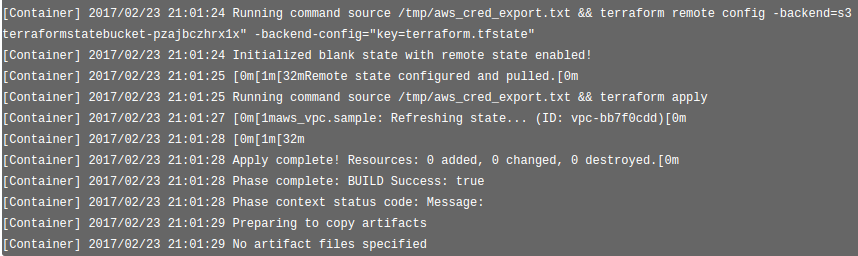 [Container] 2017/02/23 21:01:24 Running command source /tmp/aws_cred_export.txt && terraform remote config -backend=s3
terraformstatebucket-pzajbczhrx1x" -backend-config="key=terraform.tfstate"
[Container] 2017/02/23 21:01:24 Initialized blank state with remote state enabled!
[Container] 2017/02/23 21:01:25 [0m[1m[32mRemote state configured and pulled.[0m
[Container] 2017/02/23 21:01:25 Running command source /tmp/aws_cred_export.txt && terraform apply
[Container] 2017/02/23 21:01:27 [0m[1maws_vpc.sample: Refreshing state... (ID: vpc-bb7f0cdd)[0m
[Container] 2017/02/23 21:01:28 [0m[1m[32m
[Container] 2017/02/23 21:01:28 Apply complete! Resources: 0 added, 0 changed, 0 destroyed.[0m
[Container] 2017/02/23 21:01:28 Phase complete: BUILD Success: true
[Container] 2017/02/23 21:01:28 Phase context status code: Message:
[Container] 2017/02/23 21:01:29 Preparing to copy artifacts
[Container] 2017/02/23 21:01:29 No artifact files specified